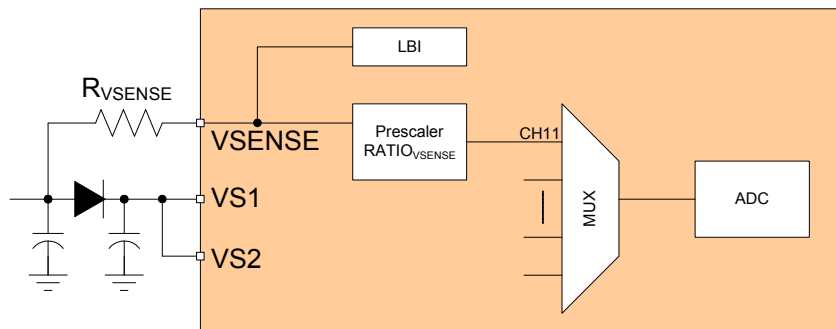 LBI
RVSENSE
VSENSE
Prescaler
RATIOVSENSE
CH11
MUX
ADC
VS1
VS2